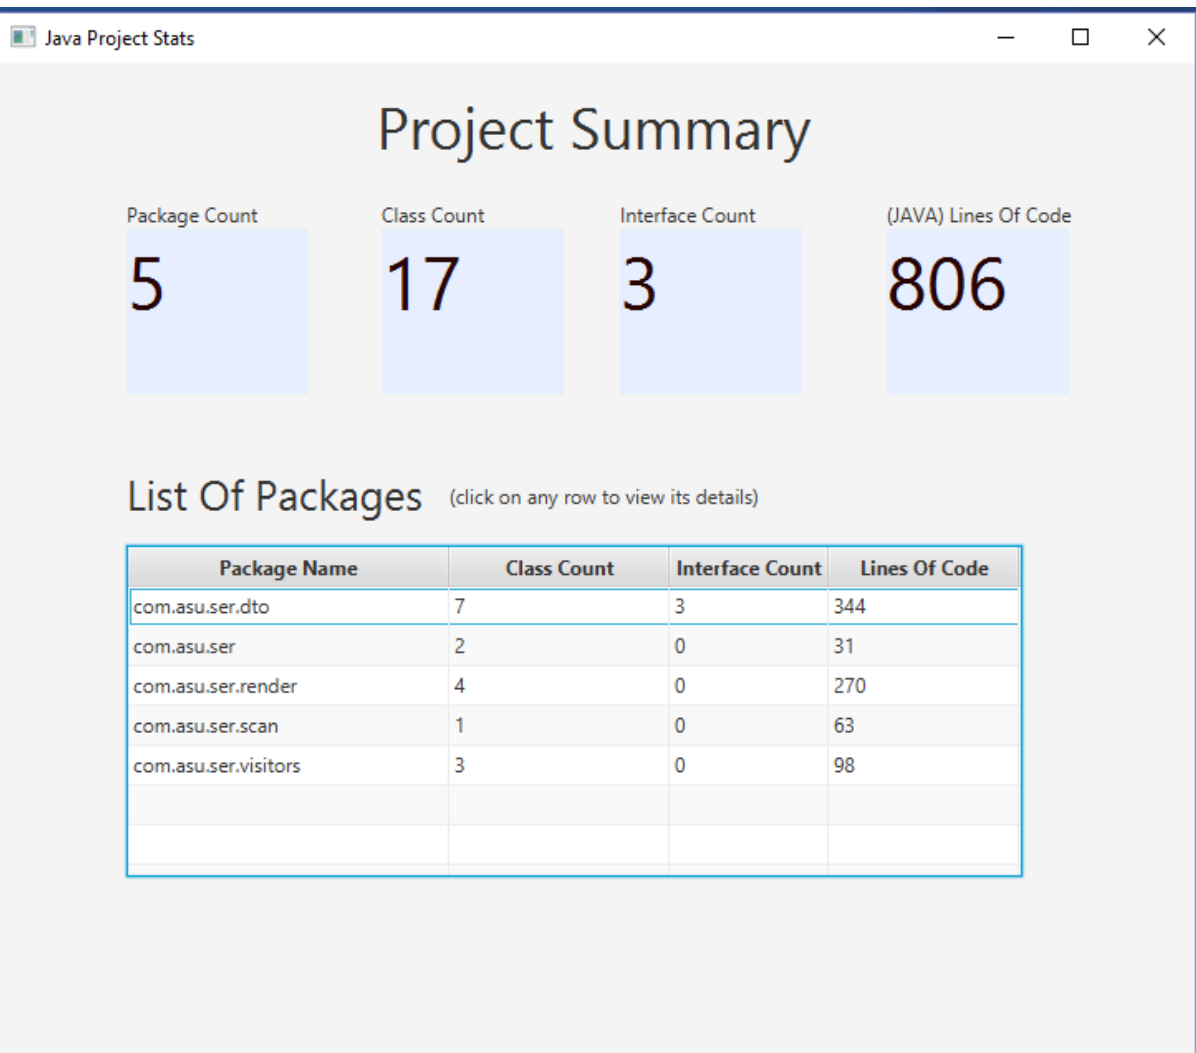 Java Project Stats
Project Summary
Package Count Class Count Interface Count (JAVA) Lines Of Code
5 17 3 806
List Of Packages (click on any row to view its details)
Package Name Class Count Interface Count Lines Of Code
com.asu.ser.dto 7 3 344
com.asu.ser 2 0 31
com.asu.ser.render 4 0 270
com.asu.ser.scan 1 0 63
com.asu.ser.visitors 3 0 98